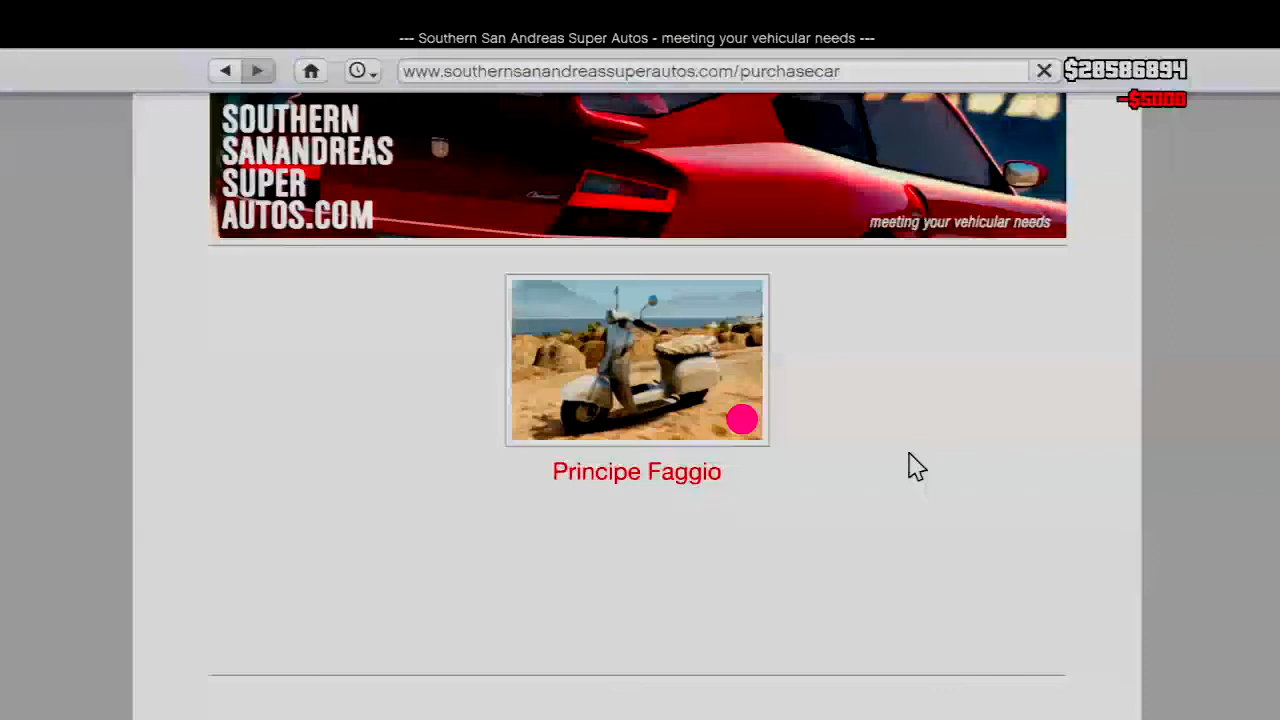 --- Southern San Andreas Super Autos - meeting your vehicular needs ---
www.southernsanandreassuperautos.com/purchasecar
$28586894
-$5000
SOUTHERN
SANANDREAS
SUPER
AUTOS.COM
meeting your vehicular needs
Principe Faggio